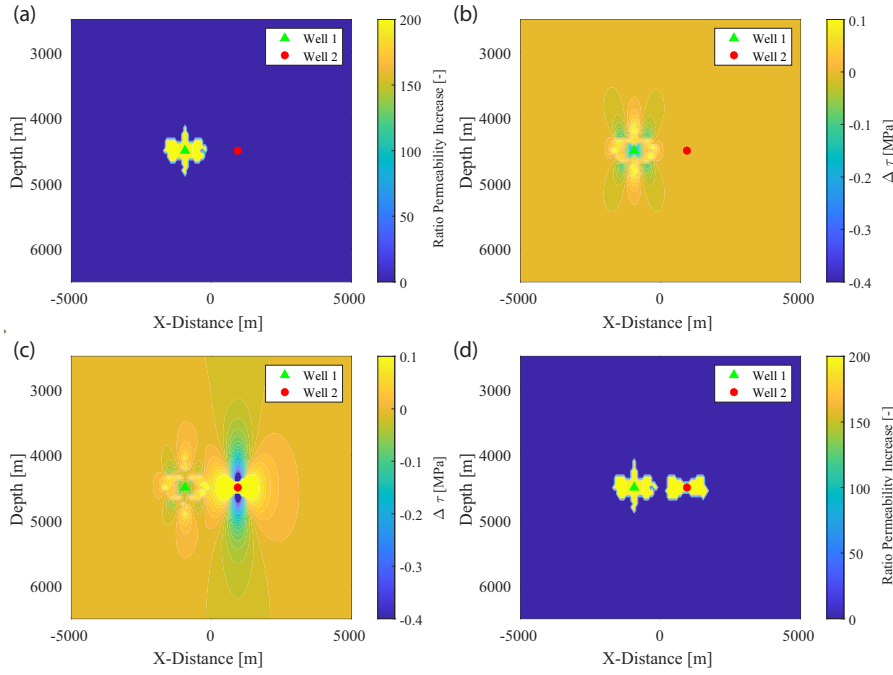 (a)
3000
4000
5000
6000
Depth [m]
-5000 0 5000
X-Distance [m]
Well 1
Well 2
200
150
100
50
0
Ratio Permeability Increase [-]
(b)
3000
4000
5000
6000
Depth [m]
-5000 0 5000
X-Distance [m]
Well 1
Well 2
0.1
0
-0.1
-0.2
-0.3
-0.4
Δ τ [MPa]
(c)
3000
4000
5000
6000
Depth [m]
-5000 0 5000
X-Distance [m]
Well 1
Well 2
0.1
0
-0.1
-0.2
-0.3
-0.4
Δ τ [MPa]
(d)
3000
4000
5000
6000
Depth [m]
-5000 0 5000
X-Distance [m]
Well 1
Well 2
200
150
100
50
0
Ratio Permeability Increase [-]